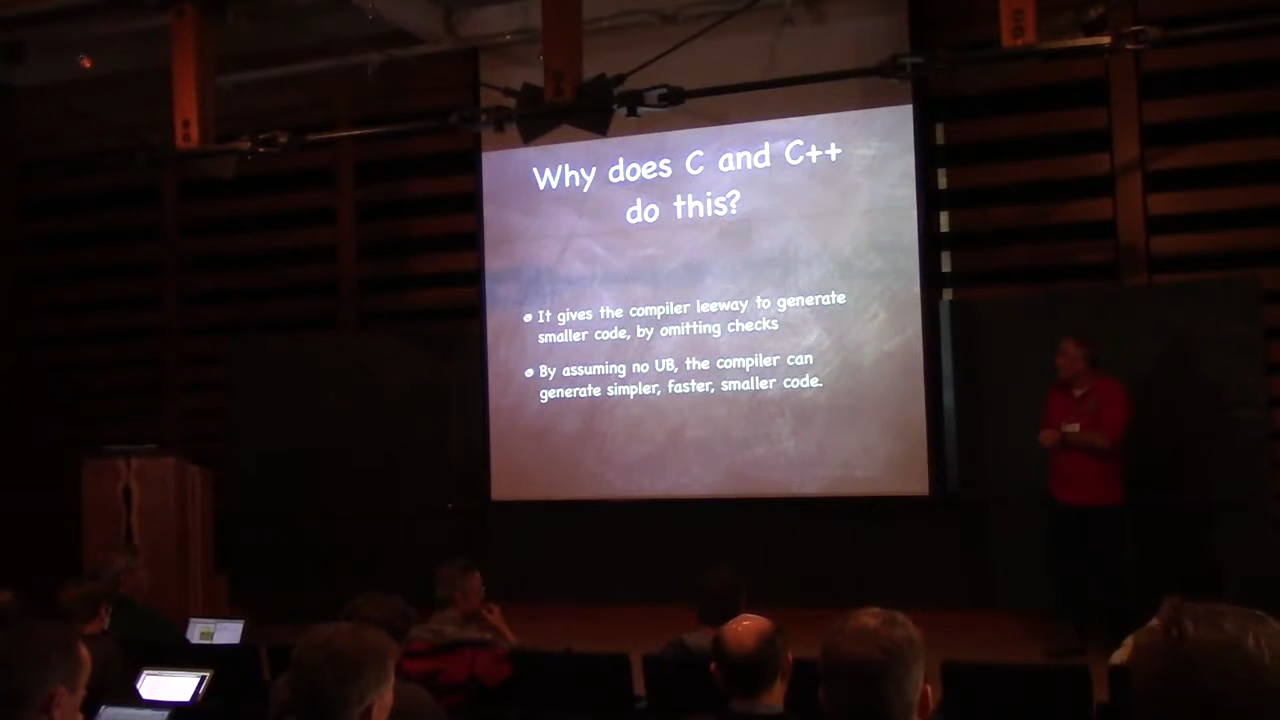 Why does C and C++
do this?
It gives the compiler leeway to generate
smaller code, by omitting checks
By assuming no UB, the compiler can
generate simpler, faster, smaller code.